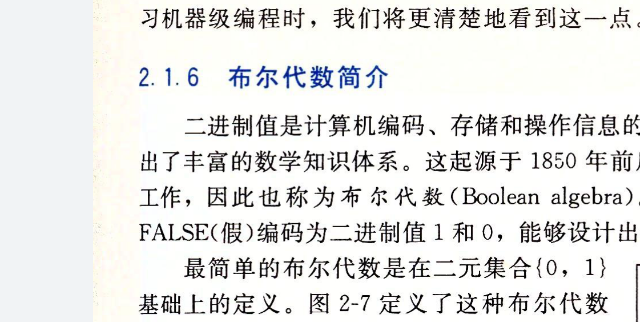 习机器级编程时，我们将更清楚地看到这一点。
2.1.6 布尔代数简介
二进制值是计算机编码、存储和操作信息的
出了丰富的数学知识体系。这起源于 1850 年前
工作，因此也称为布尔代数(Boolean algebra)
FALSE(假)编码为二进制值 1 和 0，能够设计出
最简单的布尔代数是在二元集合{0，1}
基础上的定义。图 2-7 定义了这种布尔代数